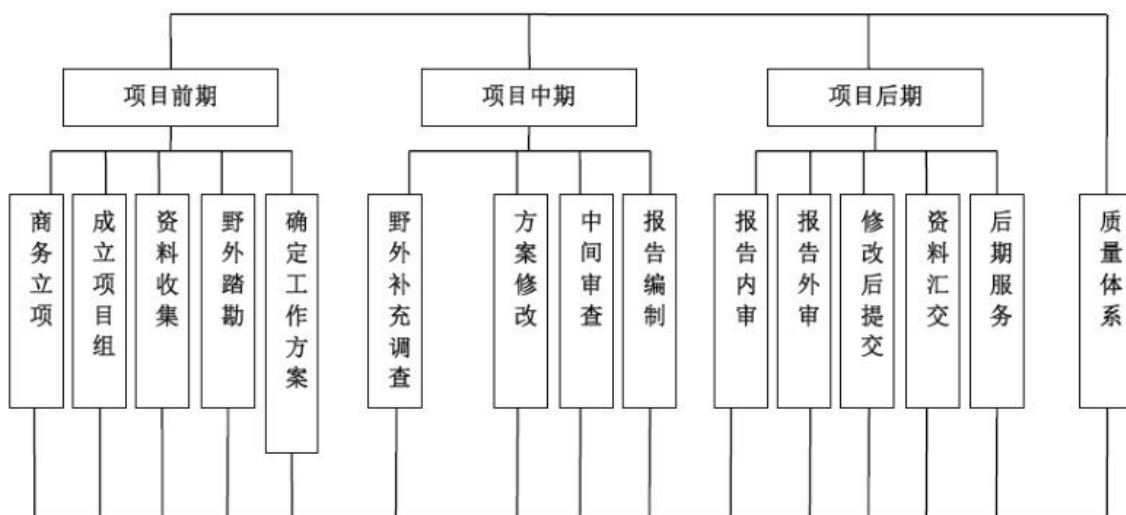 项目前期
项目中期
项目后期
商务立项
成立项目组
资料收集
野外踏勘
确定工作方案
野外补充调查
方案修改
中间审查
报告编制
报告内审
报告外审
修改后提交
资料汇交
后期服务
质量体系